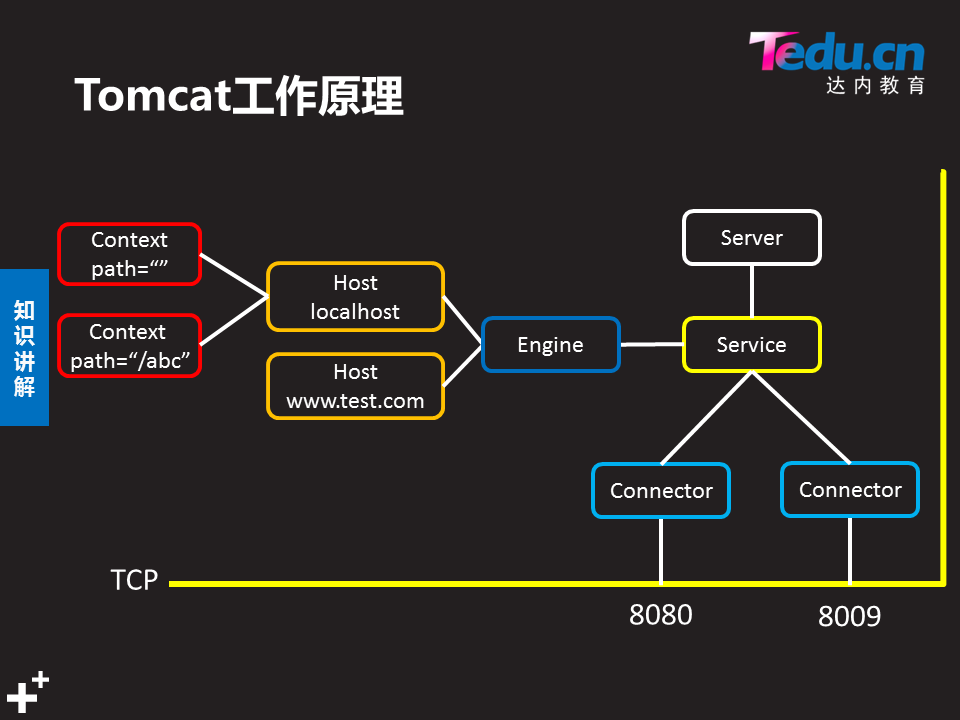 Tedu.cn
达内教育
Tomcat工作原理
知
识
讲
解
Context
path=“”
Context
path=“/abc”
Host
localhost
Host
www.test.com
Engine
Server
Service
Connector
Connector
TCP
8080
8009